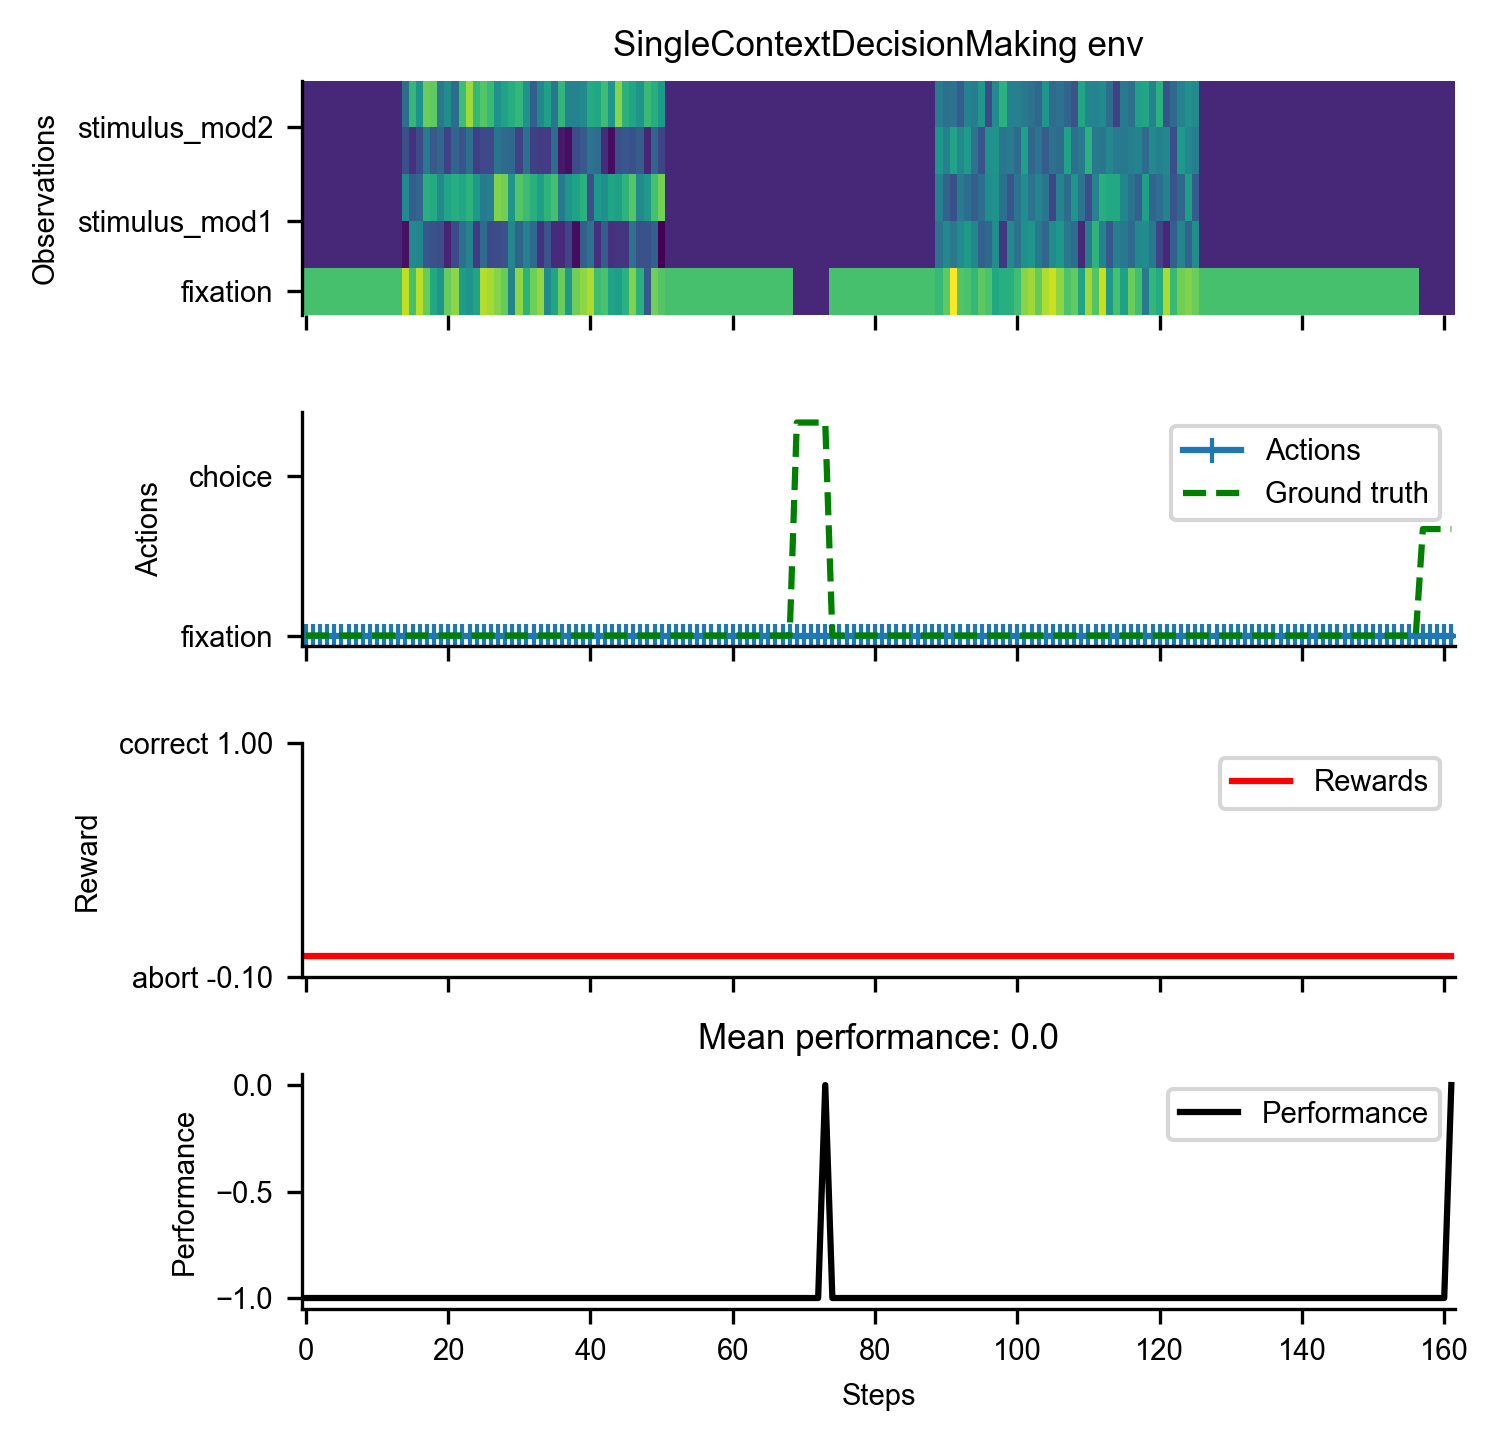 SingleContextDecisionMaking env
Observations
stimulus_mod2
stimulus_mod1
fixation
Actions
choice
fixation
Actions
Ground truth
Reward
correct 1.00
abort -0.10
Rewards
Mean performance: 0.0
Performance
0.0
−0.5
−1.0
Performance
0 20 40 60 80 100 120 140 160
Steps